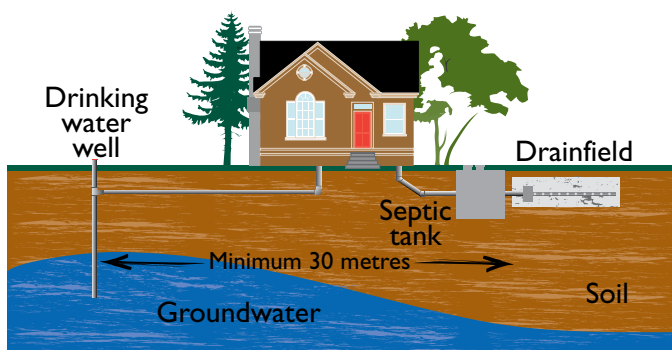 Drinking
water
well
Drainfield
Septic
tank
Minimum 30 metres
Soil
Groundwater